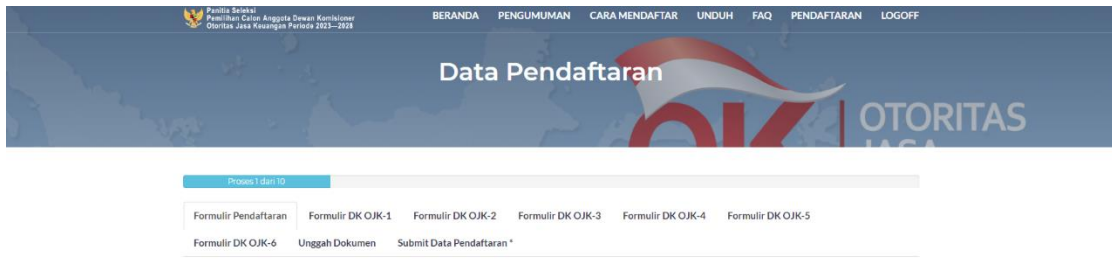 Panitia Seleksi
Pemilihan Calon Anggota Dewan Komisioner
Otoritas Jasa Keuangan Periode 2023—2028
BERANDA PENGUMUMAN CARA MENDAFTAR UNDUH FAQ PENDAFTARAN LOGOFF
Data Pendaftaran
OTORITAS
JASA
Proses 1 dari 10
Formulir Pendaftaran Formulir DK OJK-1 Formulir DK OJK-2 Formulir DK OJK-3 Formulir DK OJK-4 Formulir DK OJK-5
Formulir DK OJK-6 Unggah Dokumen Submit Data Pendaftaran *